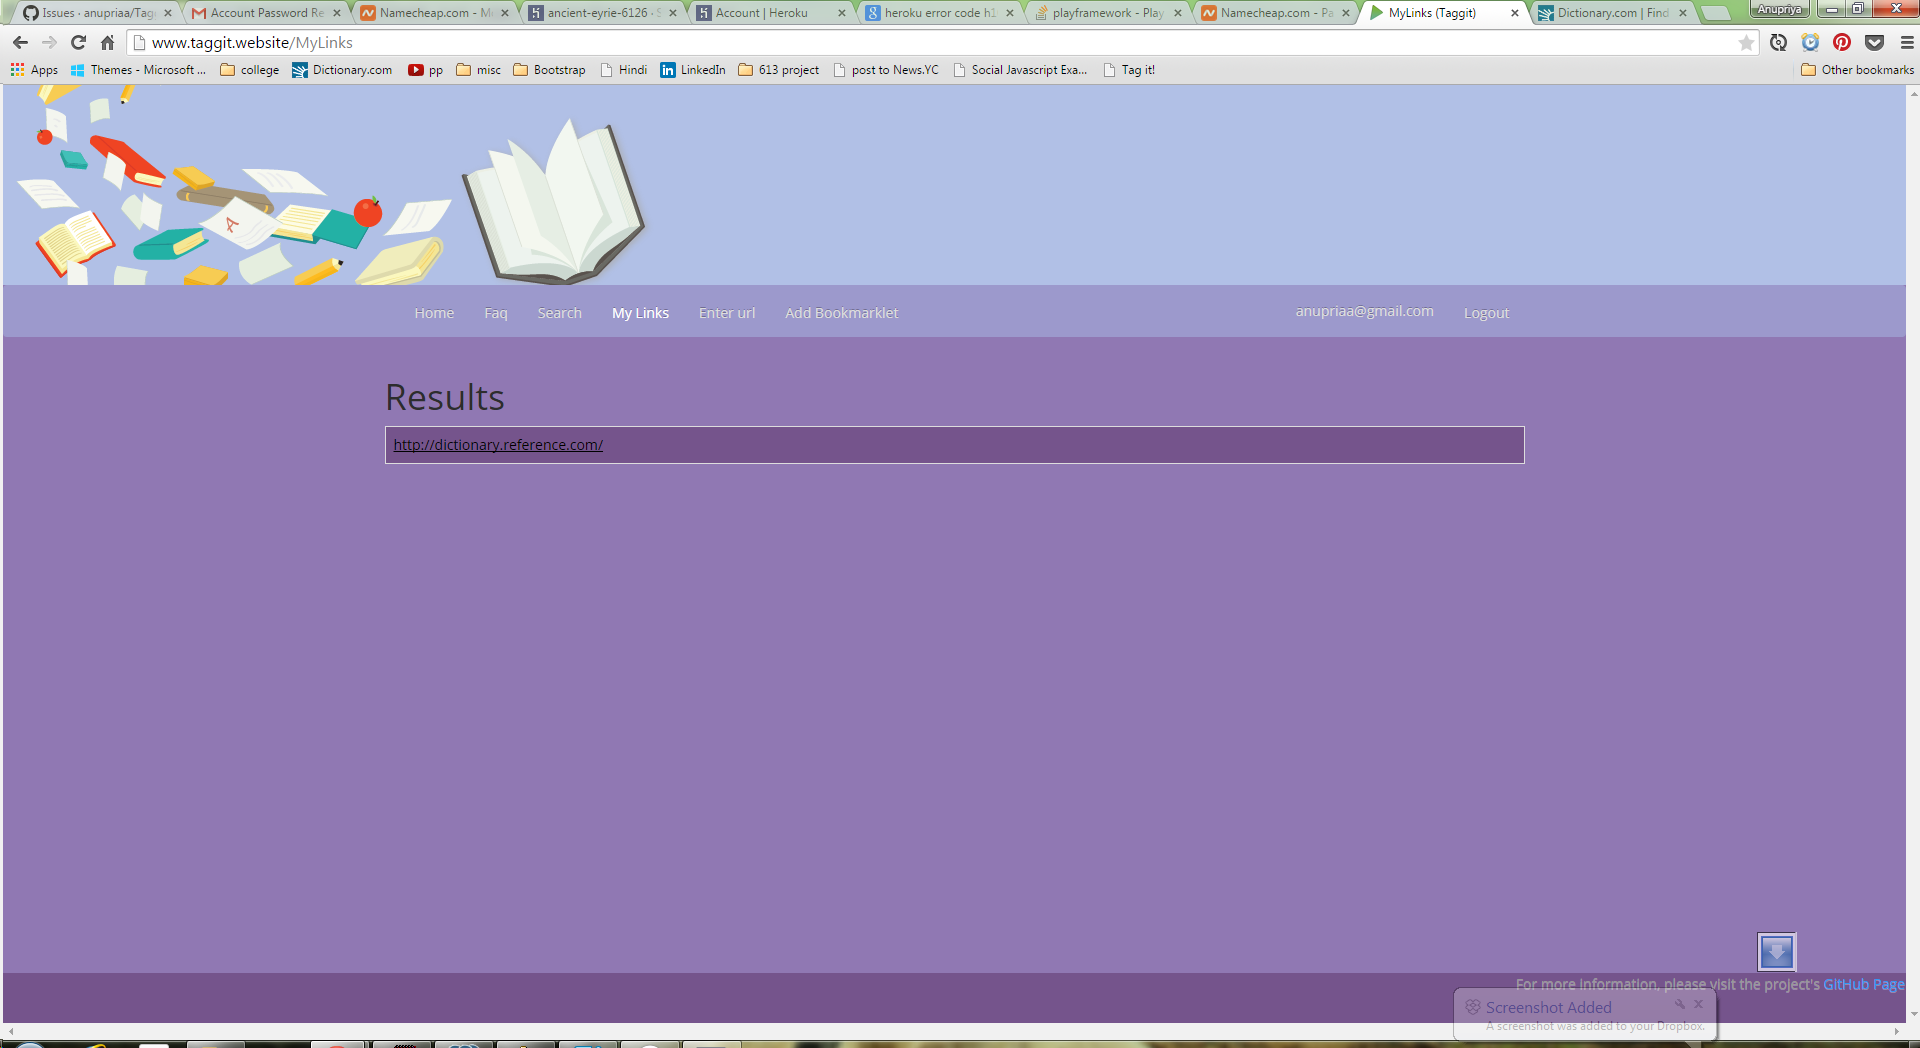 Issues · anupriaa/Tag
Account Password Re
Namecheap.com - M
ancient-eyrie-6126 · S
Account | Heroku
heroku error code h1
playframework - Play
Namecheap.com - Pa
MyLinks (Taggit)
Dictionary.com | Find
Anupriya
www.taggit.website/MyLinks
Apps
Themes - Microsoft ...
college
Dictionary.com
pp
misc
Bootstrap
Hindi
LinkedIn
613 project
post to News.YC
Social Javascript Exa...
Tag it!
Other bookmarks
A
Home
Faq
Search
My Links
Enter url
Add Bookmarklet
anupriaa@gmail.com
Logout
Results
http://dictionary.reference.com/
For more information, please visit the project's GitHub Page
Screenshot Added
A screenshot was added to your Dropbox.